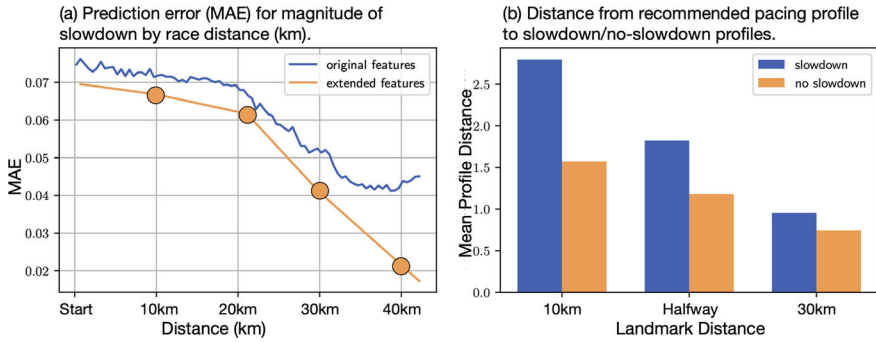 (a) Prediction error (MAE) for magnitude of
slowdown by race distance (km).
original features
extended features
0.07
0.06
0.05
0.04
0.03
0.02
MAE
Start
10km
20km
30km
40km
Distance (km)
(b) Distance from recommended pacing profile
to slowdown/no-slowdown profiles.
slowdown
no slowdown
2.5
2.0
1.5
1.0
0.5
0.0
Mean Profile Distance
10km
Halfway
30km
Landmark Distance